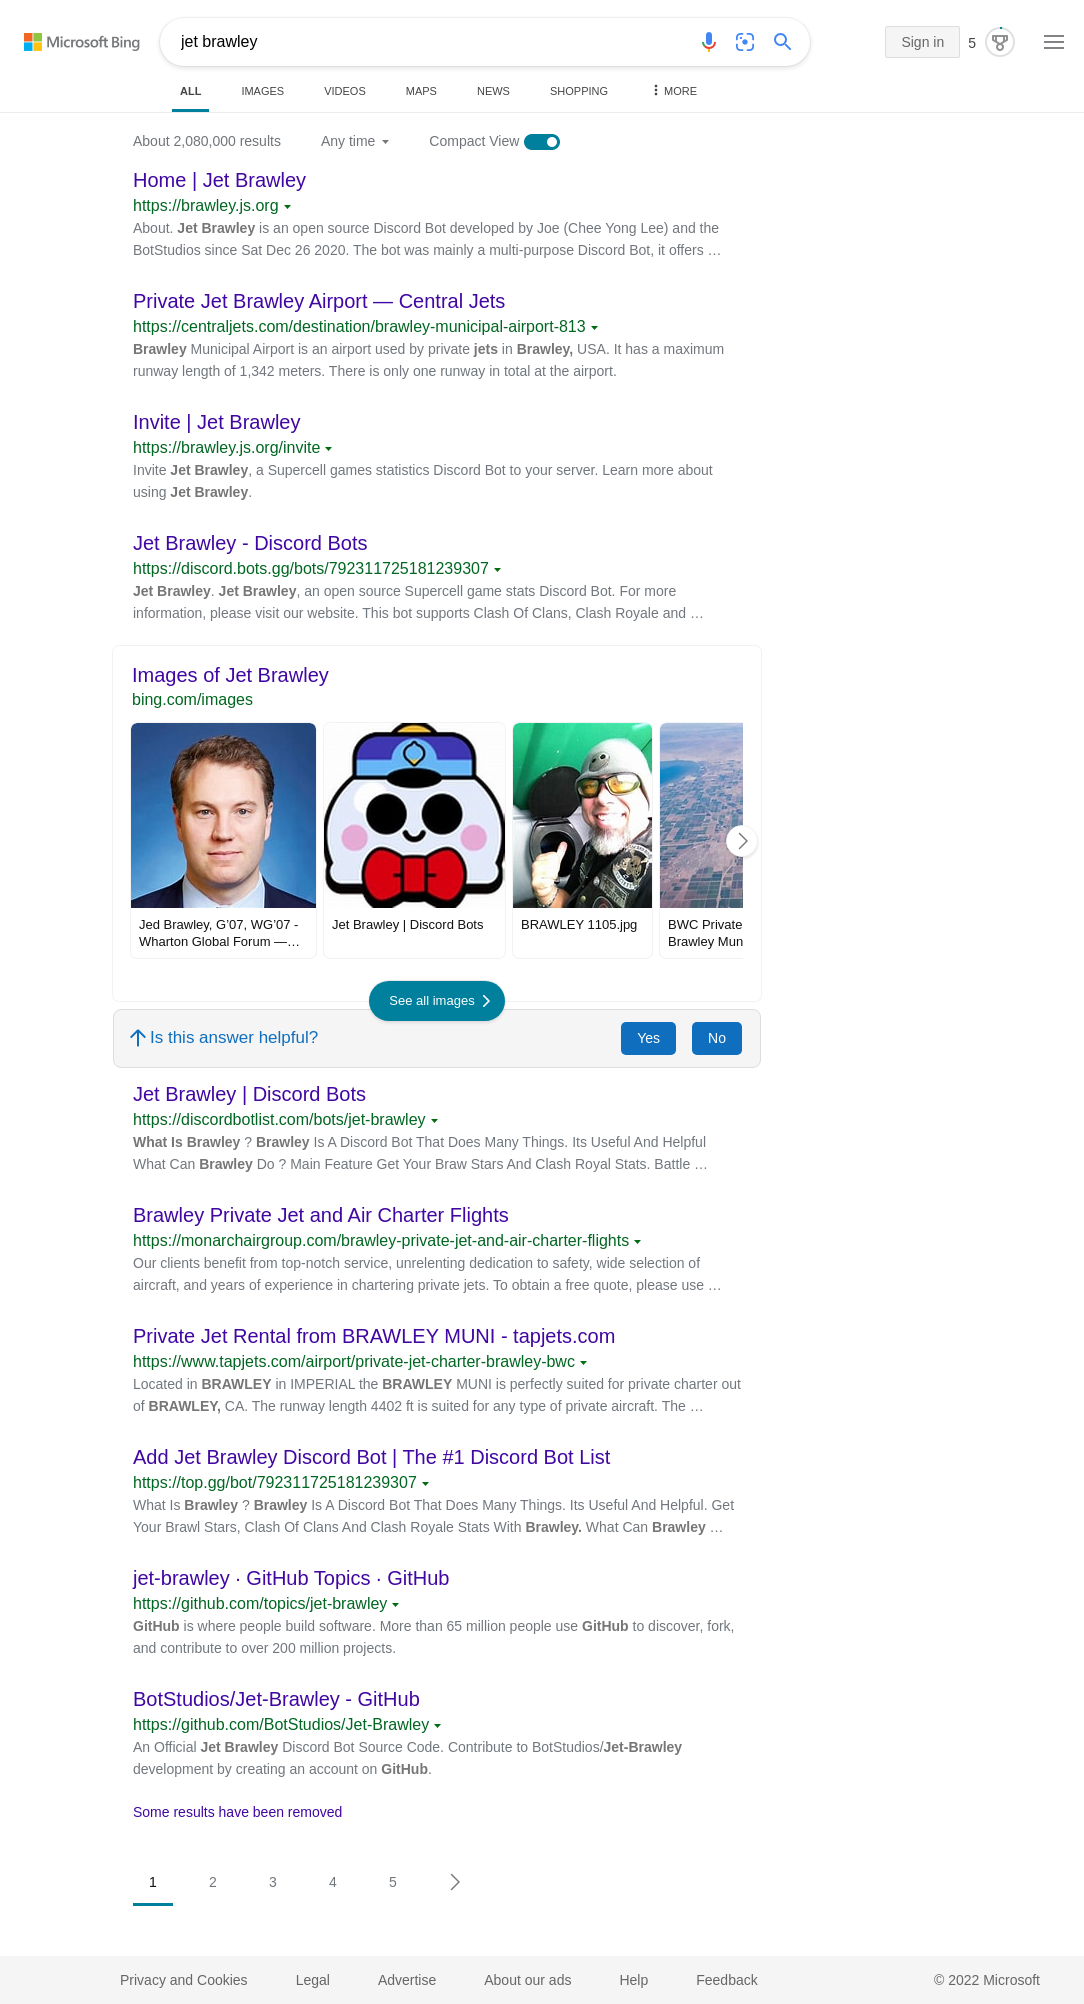 Microsoft Bing
jet brawley
Sign in
5
ALL
IMAGES
VIDEOS
MAPS
NEWS
SHOPPING
MORE
About 2,080,000 results
Any time
Compact View
Home | Jet Brawley
https://brawley.js.org
About. Jet Brawley is an open source Discord Bot developed by Joe (Chee Yong Lee) and the
BotStudios since Sat Dec 26 2020. The bot was mainly a multi-purpose Discord Bot, it offers …
Private Jet Brawley Airport — Central Jets
https://centraljets.com/destination/brawley-municipal-airport-813
Brawley Municipal Airport is an airport used by private jets in Brawley, USA. It has a maximum
runway length of 1,342 meters. There is only one runway in total at the airport.
Invite | Jet Brawley
https://brawley.js.org/invite
Invite Jet Brawley, a Supercell games statistics Discord Bot to your server. Learn more about
using Jet Brawley.
Jet Brawley - Discord Bots
https://discord.bots.gg/bots/792311725181239307
Jet Brawley. Jet Brawley, an open source Supercell game stats Discord Bot. For more
information, please visit our website. This bot supports Clash Of Clans, Clash Royale and …
Images of Jet Brawley
bing.com/images
Jed Brawley, G’07, WG’07 -
Wharton Global Forum —…
Jet Brawley | Discord Bots
BRAWLEY 1105.jpg
BWC Private
Brawley Mun
See all images
Is this answer helpful?
Yes
No
Jet Brawley | Discord Bots
https://discordbotlist.com/bots/jet-brawley
What Is Brawley ? Brawley Is A Discord Bot That Does Many Things. Its Useful And Helpful
What Can Brawley Do ? Main Feature Get Your Braw Stars And Clash Royal Stats. Battle …
Brawley Private Jet and Air Charter Flights
https://monarchairgroup.com/brawley-private-jet-and-air-charter-flights
Our clients benefit from top-notch service, unrelenting dedication to safety, wide selection of
aircraft, and years of experience in chartering private jets. To obtain a free quote, please use …
Private Jet Rental from BRAWLEY MUNI - tapjets.com
https://www.tapjets.com/airport/private-jet-charter-brawley-bwc
Located in BRAWLEY in IMPERIAL the BRAWLEY MUNI is perfectly suited for private charter out
of BRAWLEY, CA. The runway length 4402 ft is suited for any type of private aircraft. The …
Add Jet Brawley Discord Bot | The #1 Discord Bot List
https://top.gg/bot/792311725181239307
What Is Brawley ? Brawley Is A Discord Bot That Does Many Things. Its Useful And Helpful. Get
Your Brawl Stars, Clash Of Clans And Clash Royale Stats With Brawley. What Can Brawley …
jet-brawley · GitHub Topics · GitHub
https://github.com/topics/jet-brawley
GitHub is where people build software. More than 65 million people use GitHub to discover, fork,
and contribute to over 200 million projects.
BotStudios/Jet-Brawley - GitHub
https://github.com/BotStudios/Jet-Brawley
An Official Jet Brawley Discord Bot Source Code. Contribute to BotStudios/Jet-Brawley
development by creating an account on GitHub.
Some results have been removed
1
2
3
4
5
Privacy and Cookies
Legal
Advertise
About our ads
Help
Feedback
© 2022 Microsoft